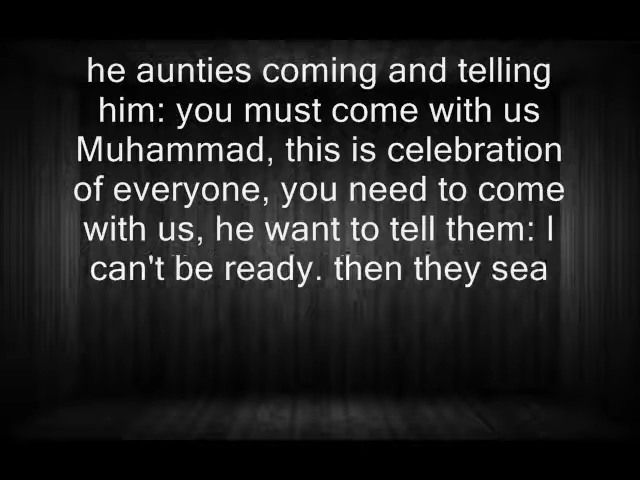 he aunties coming and telling
him: you must come with us
Muhammad, this is celebration
of everyone, you need to come
with us, he want to tell them: I
can't be ready. then they sea